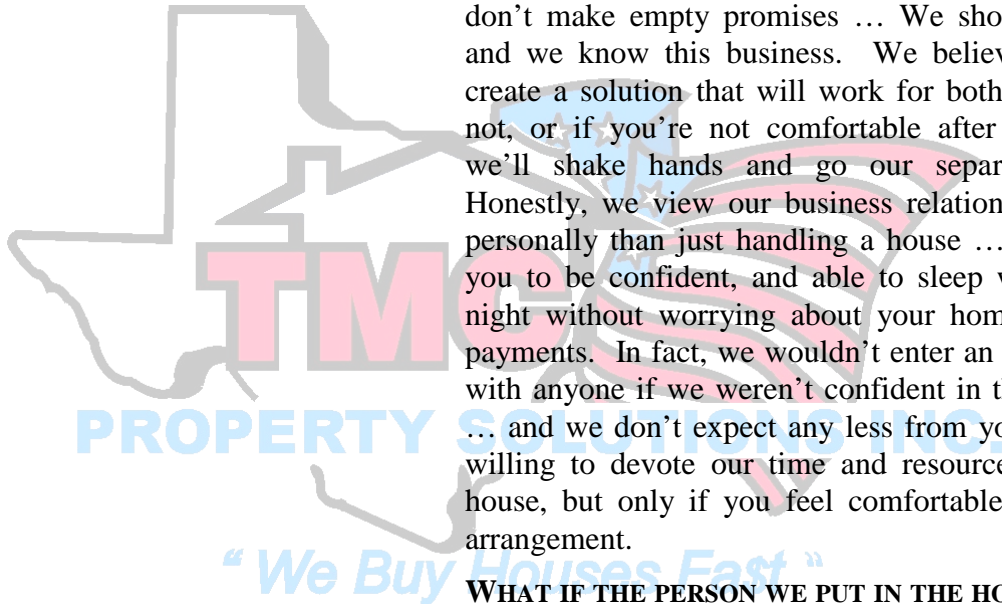 don’t make empty promises … We sho
and we know this business. We believ
create a solution that will work for both
not, or if you’re not comfortable after
we’ll shake hands and go our separ
Honestly, we view our business relation
personally than just handling a house …
you to be confident, and able to sleep w
night without worrying about your hom
payments. In fact, we wouldn’t enter an
with anyone if we weren’t confident in t
… and we don’t expect any less from yo
willing to devote our time and resource
house, but only if you feel comfortable
arrangement.
WHAT IF THE PERSON WE PUT IN THE HO
TMC
PROPERTY SOLUTIONS INC.
“ We Buy Houses Fa$t ”